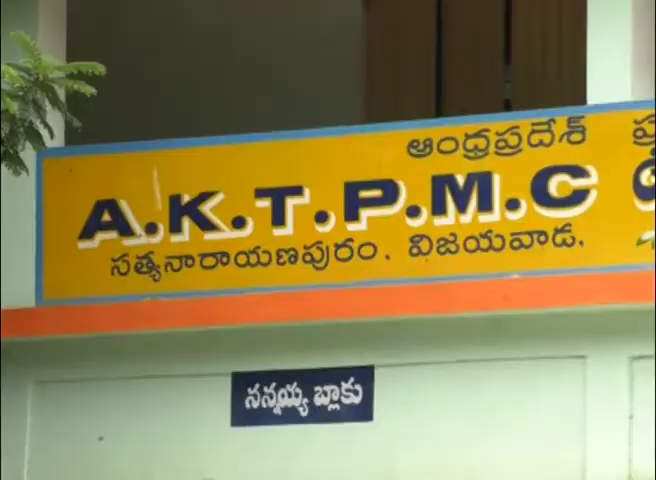 ఆంధ్రప్రదేశ్
A.K.T.P.M.C
సత్యనారాయణపురం. విజయవాడ.
నన్నయ్య బ్లాకు